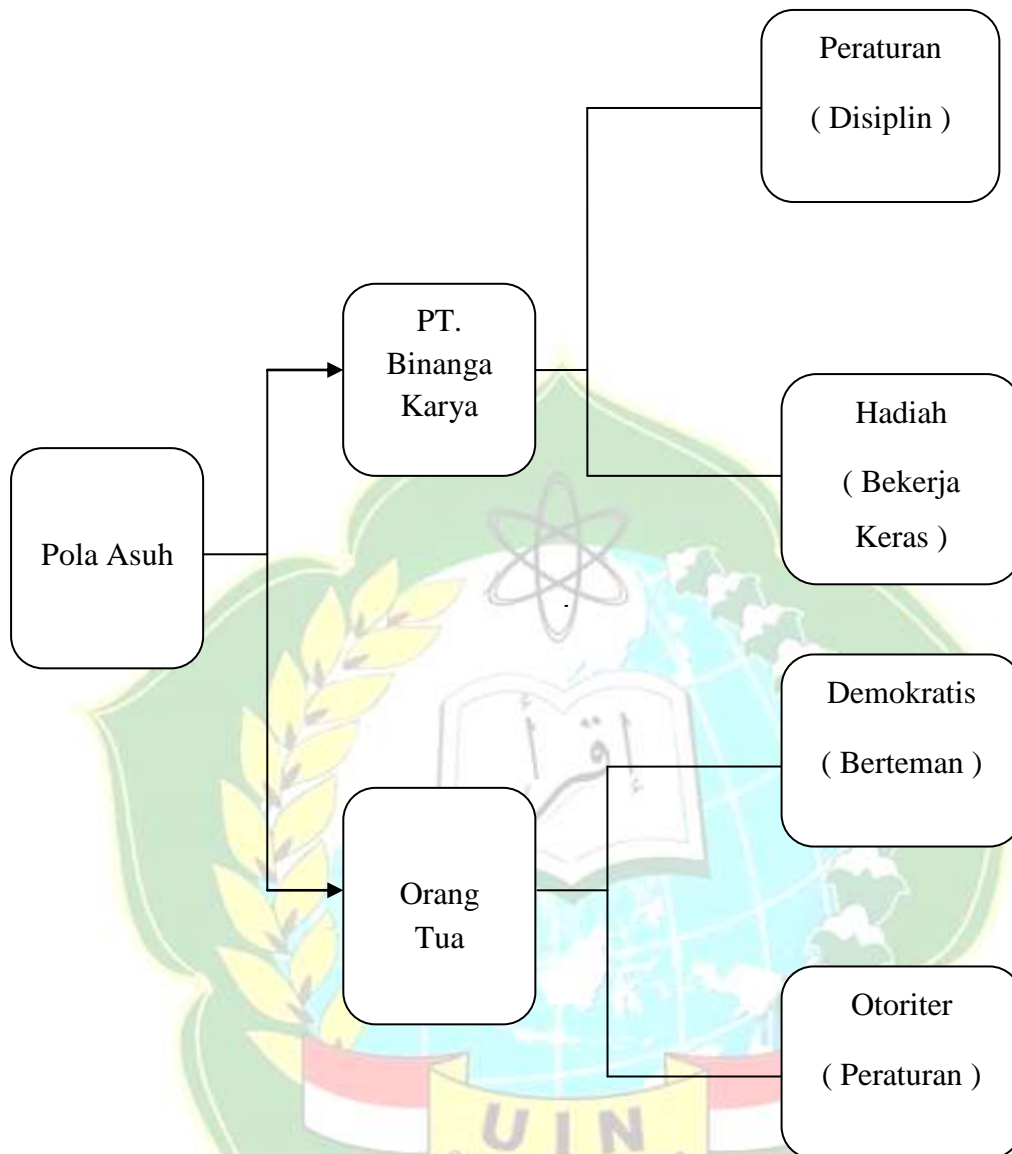 Peraturan
( Disiplin )
PT.
Binanga
Karya
Hadiah
( Bekerja
Keras )
Pola Asuh
Demokratis
( Berteman )
Orang
Tua
Otoriter
( Peraturan )
UIN